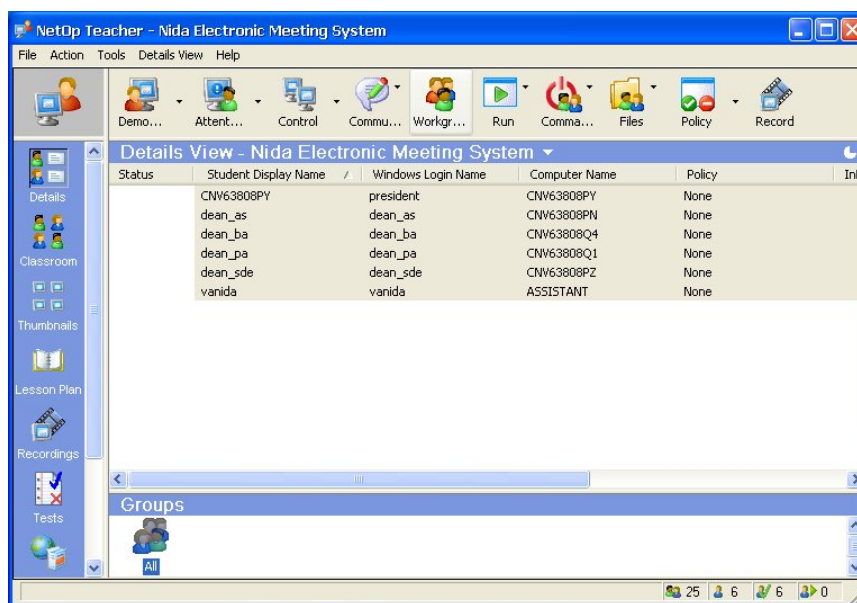 NetOp Teacher - Nida Electronic Meeting System
File Action Tools Details View Help
Demo... Attent... Control Commu... Workgr... Run Comma... Files Policy Record
Details View - Nida Electronic Meeting System
Status Student Display Name Windows Login Name Computer Name Policy
CNV63808PY president CNV63808PY None
dean_as dean_as CNV63808PN None
dean_ba dean_ba CNV63808Q4 None
dean_pa dean_pa CNV63808Q1 None
dean_sde dean_sde CNV63808PZ None
vanida vanida ASSISTANT None
Details
Classroom
Thumbnails
Lesson Plan
Recordings
Tests
Groups
All
25 6 6 0